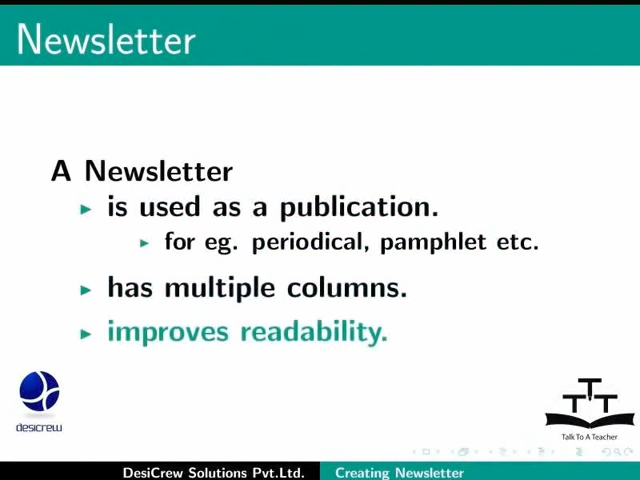 Newsletter
A Newsletter
is used as a publication.
for eg. periodical, pamphlet etc.
has multiple columns.
improves readability.
desicrew
TTT
Talk To A Teacher
DesiCrew Solutions Pvt.Ltd.
Creating Newsletter